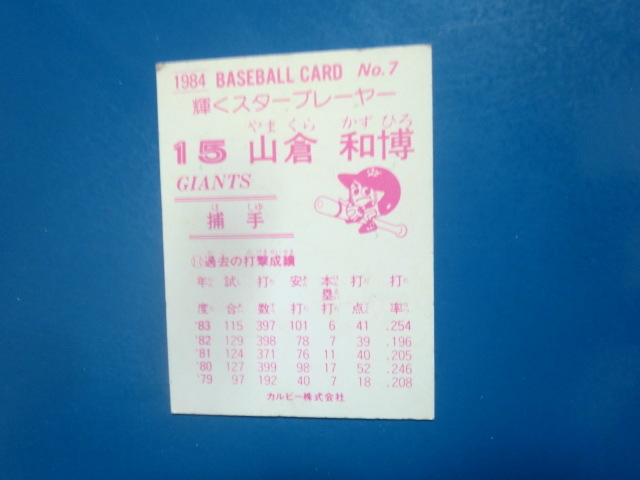 1984 BASEBALL CARD No.7
輝くスタープレーヤー
やま くら かず ひろ
15 山倉 和博
GIANTS
ほ しゅ
捕手
過去の打撃成績
年度 試合 打数 安打 本塁打 打点 打率
'83 115 397 101 6 41 .254
'82 129 398 78 7 39 .196
'81 124 371 76 11 40 .205
'80 127 399 98 17 52 .246
'79 97 192 40 7 18 .208
カルビー株式会社